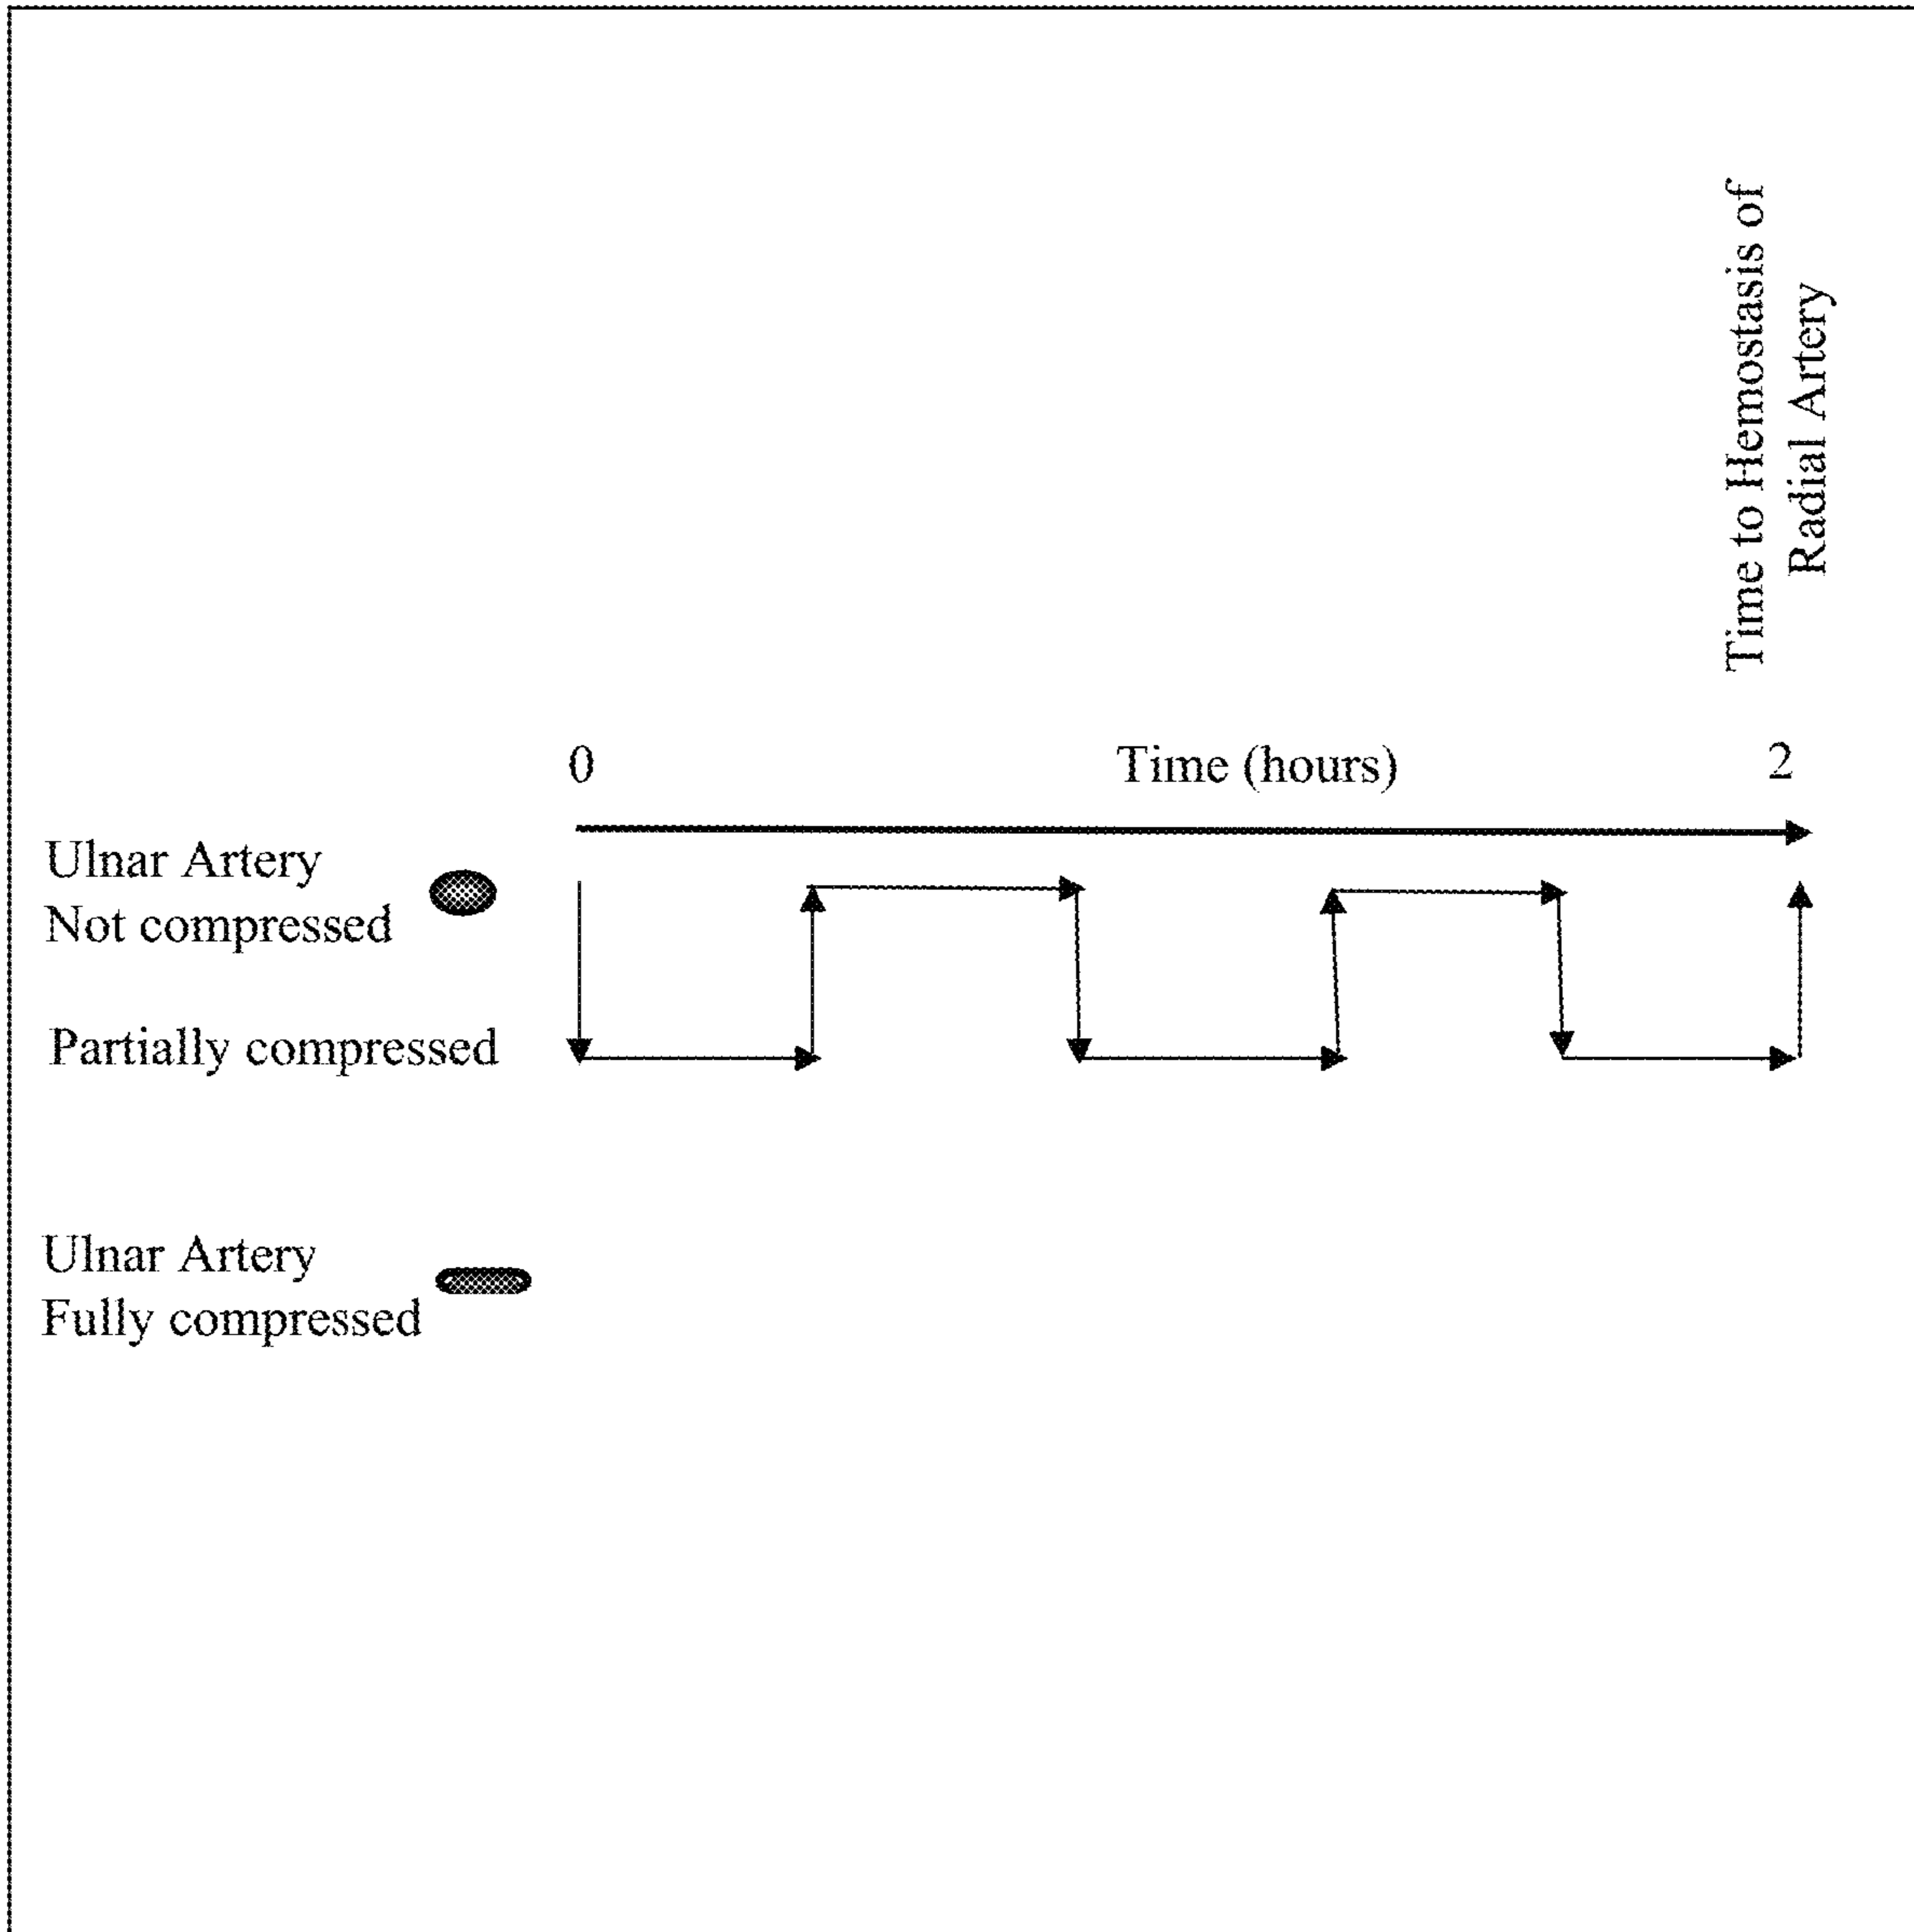 Time to Hemostasis of
Radial Artery
0
Time (hours)
2
Ulnar Artery
Not compressed
Partially compressed
Ulnar Artery
Fully compressed